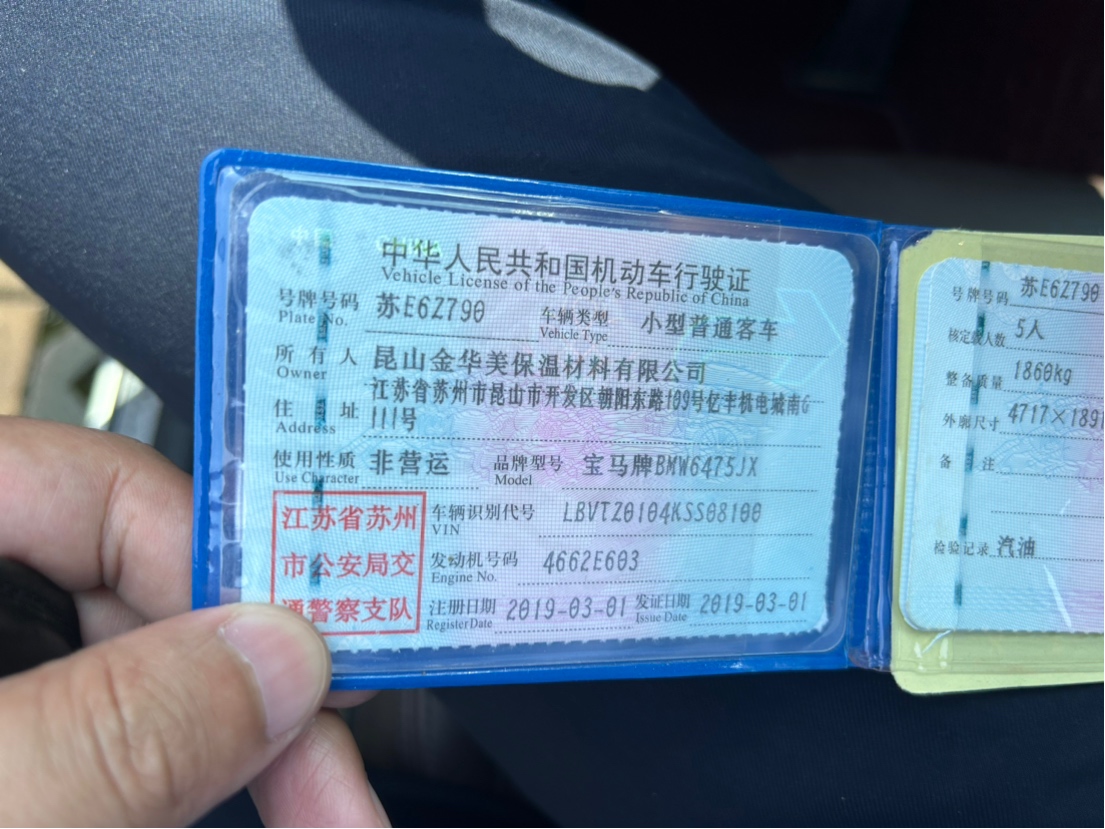 中华人民共和国机动车行驶证
Vehicle License of the People's Republic of China
号牌号码 苏E6Z790 车辆类型 小型普通客车
Plate No. Vehicle Type
所有人 昆山金华美保温材料有限公司
Owner
住址 江苏省苏州市昆山市开发区朝阳东路109号亿丰机电城南G
Address 111号
使用性质 非营运 品牌型号 宝马牌BMW6475JX
Use Character Model
江苏省苏州
市公安局交
通警察支队
车辆识别代号 LBVTZ0104KSS08100
VIN
发动机号码 4662E603
Engine No.
注册日期 2019-03-01 发证日期 2019-03-01
Register Date Issue Date
号牌号码 苏E6Z790
核定载人数 5人
整备质量 1860kg
外廓尺寸 4717×1891
备注
检验记录 汽油